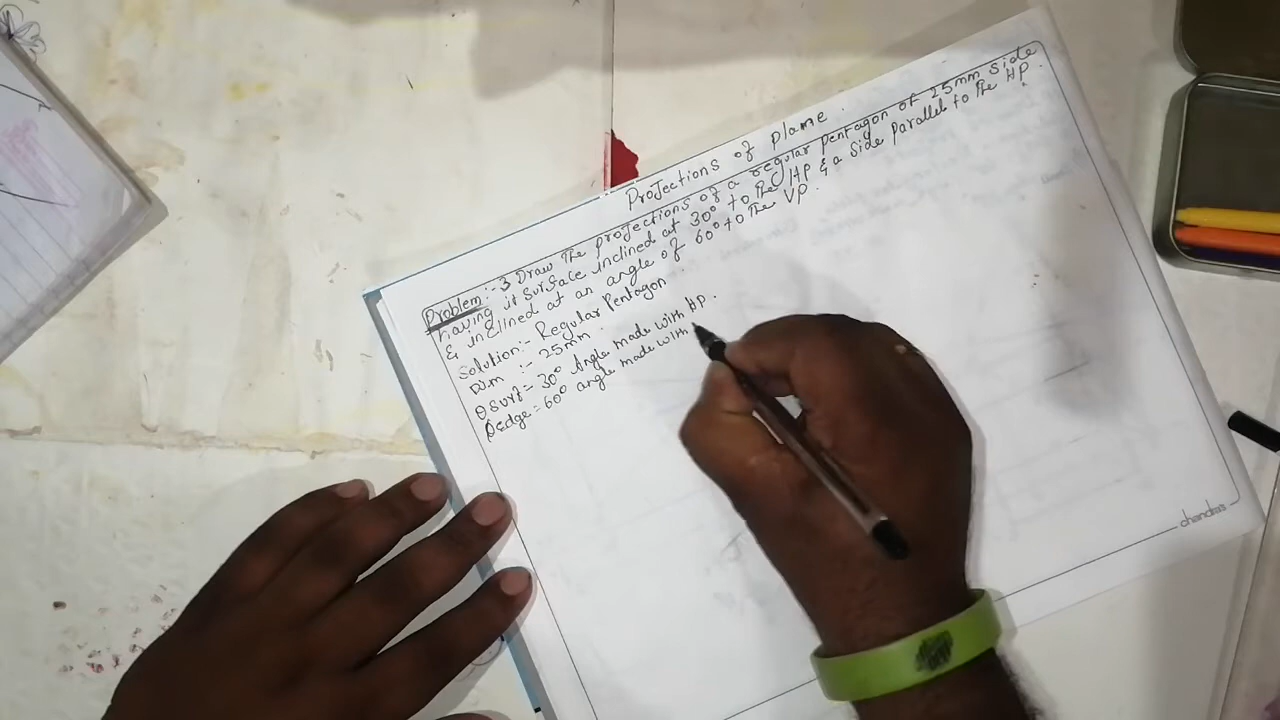 Projections of plane.
Problem:-3 Draw The projections of a regular pentagon of 25mm side
having it surface inclined at 30° to the HP & a side parallel to the HP.
& inclined at an angle of 60° to the VP.
Solution:- Regular Pentagon.
Dim :- 25mm.
θsurf = 30° Angle made with Hp.
φedge = 60° angle made with
chandras